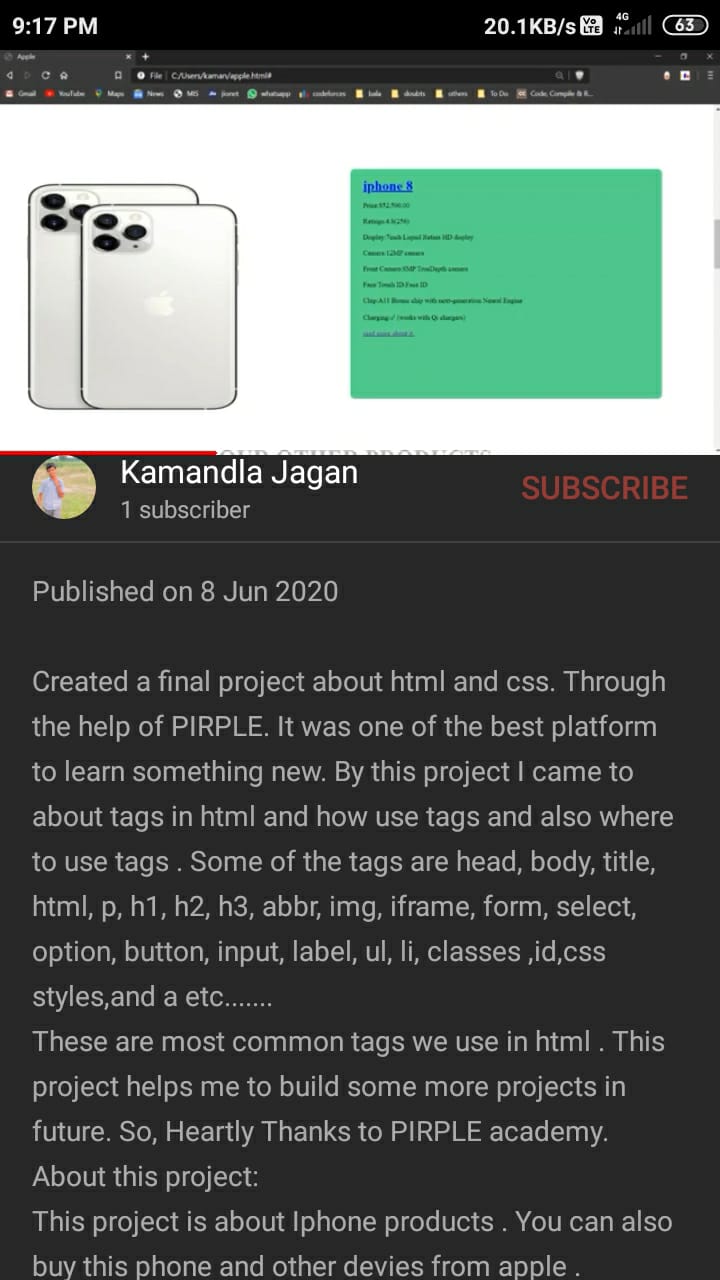 9:17 PM 20.1KB/s Vo LTE 4G 63
Apple
File C:/Users/kaman/apple.html#
Gmail YouTube Maps News MIS jionet whatsapp codeforces bala doubts others To Do Code, Compile & R...
iphone 8
Display:7inch Liquid Retina HD display
Camera:12MP camera
Front Camera:8MP TrueDepth camera
Face Touch ID:Face ID
Chip:A11 Bionic chip with next-generation Neural Engine
Charging:✓ (works with Qi chargers)
read more about it.
OUR OTHER PRODUCTS
Kamandla Jagan
1 subscriber
SUBSCRIBE
Published on 8 Jun 2020
Created a final project about html and css. Through
the help of PIRPLE. It was one of the best platform
to learn something new. By this project I came to
about tags in html and how use tags and also where
to use tags . Some of the tags are head, body, title,
html, p, h1, h2, h3, abbr, img, iframe, form, select,
option, button, input, label, ul, li, classes ,id,css
styles,and a etc.......
These are most common tags we use in html . This
project helps me to build some more projects in
future. So, Heartly Thanks to PIRPLE academy.
About this project:
This project is about Iphone products . You can also
buy this phone and other devies from apple .